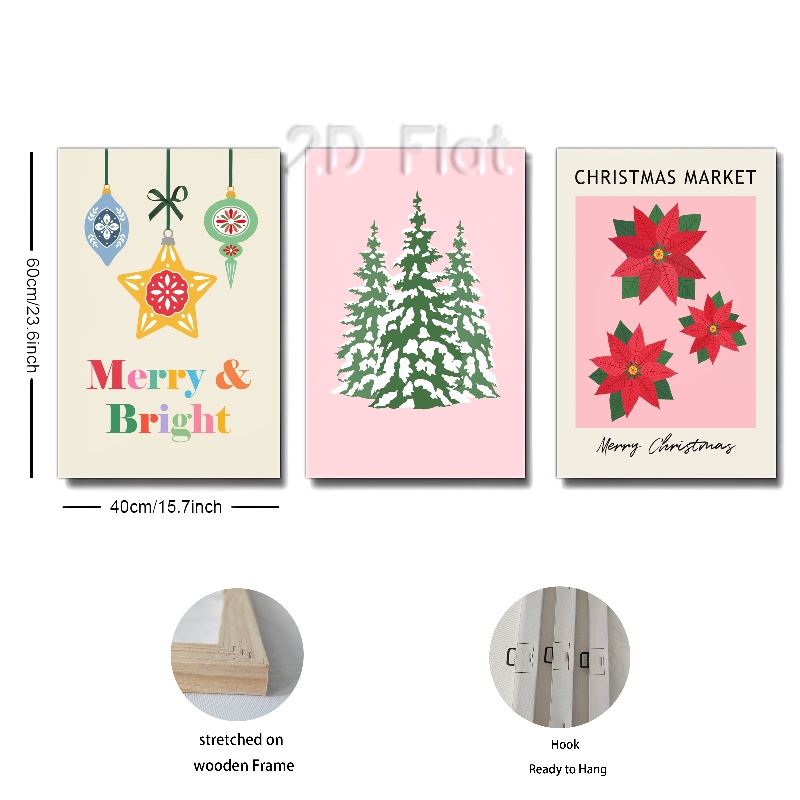 2D Flat
60cm/23.6inch
Merry &
Bright
CHRISTMAS MARKET
Merry Christmas
40cm/15.7inch
stretched on
wooden Frame
Hook
Ready to Hang